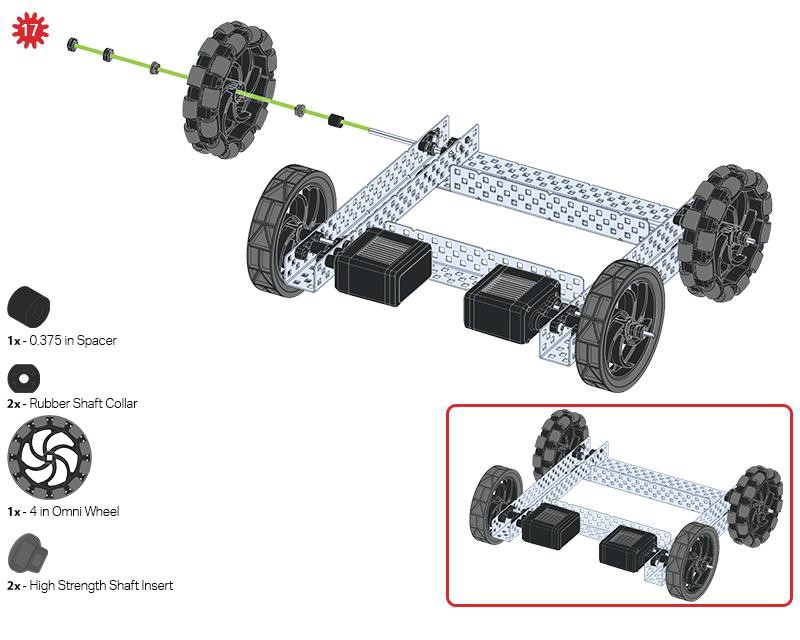 17
1x - 0.375 in Spacer
2x - Rubber Shaft Collar
1x - 4 in Omni Wheel
2x - High Strength Shaft Insert